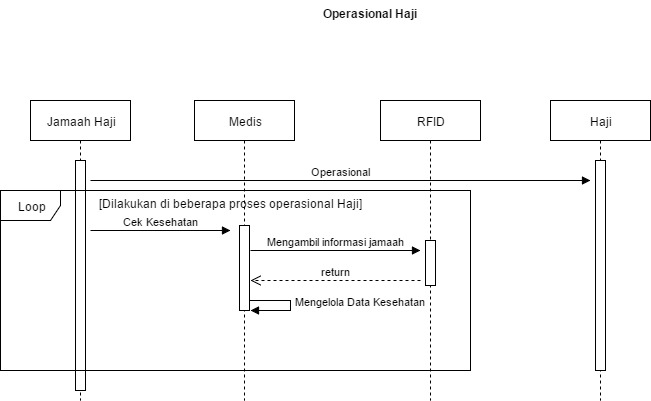 Operasional Haji
Jamaah Haji
Medis
RFID
Haji
Operasional
Loop
[Dilakukan di beberapa proses operasional Haji]
Cek Kesehatan
Mengambil informasi jamaah
return
Mengelola Data Kesehatan